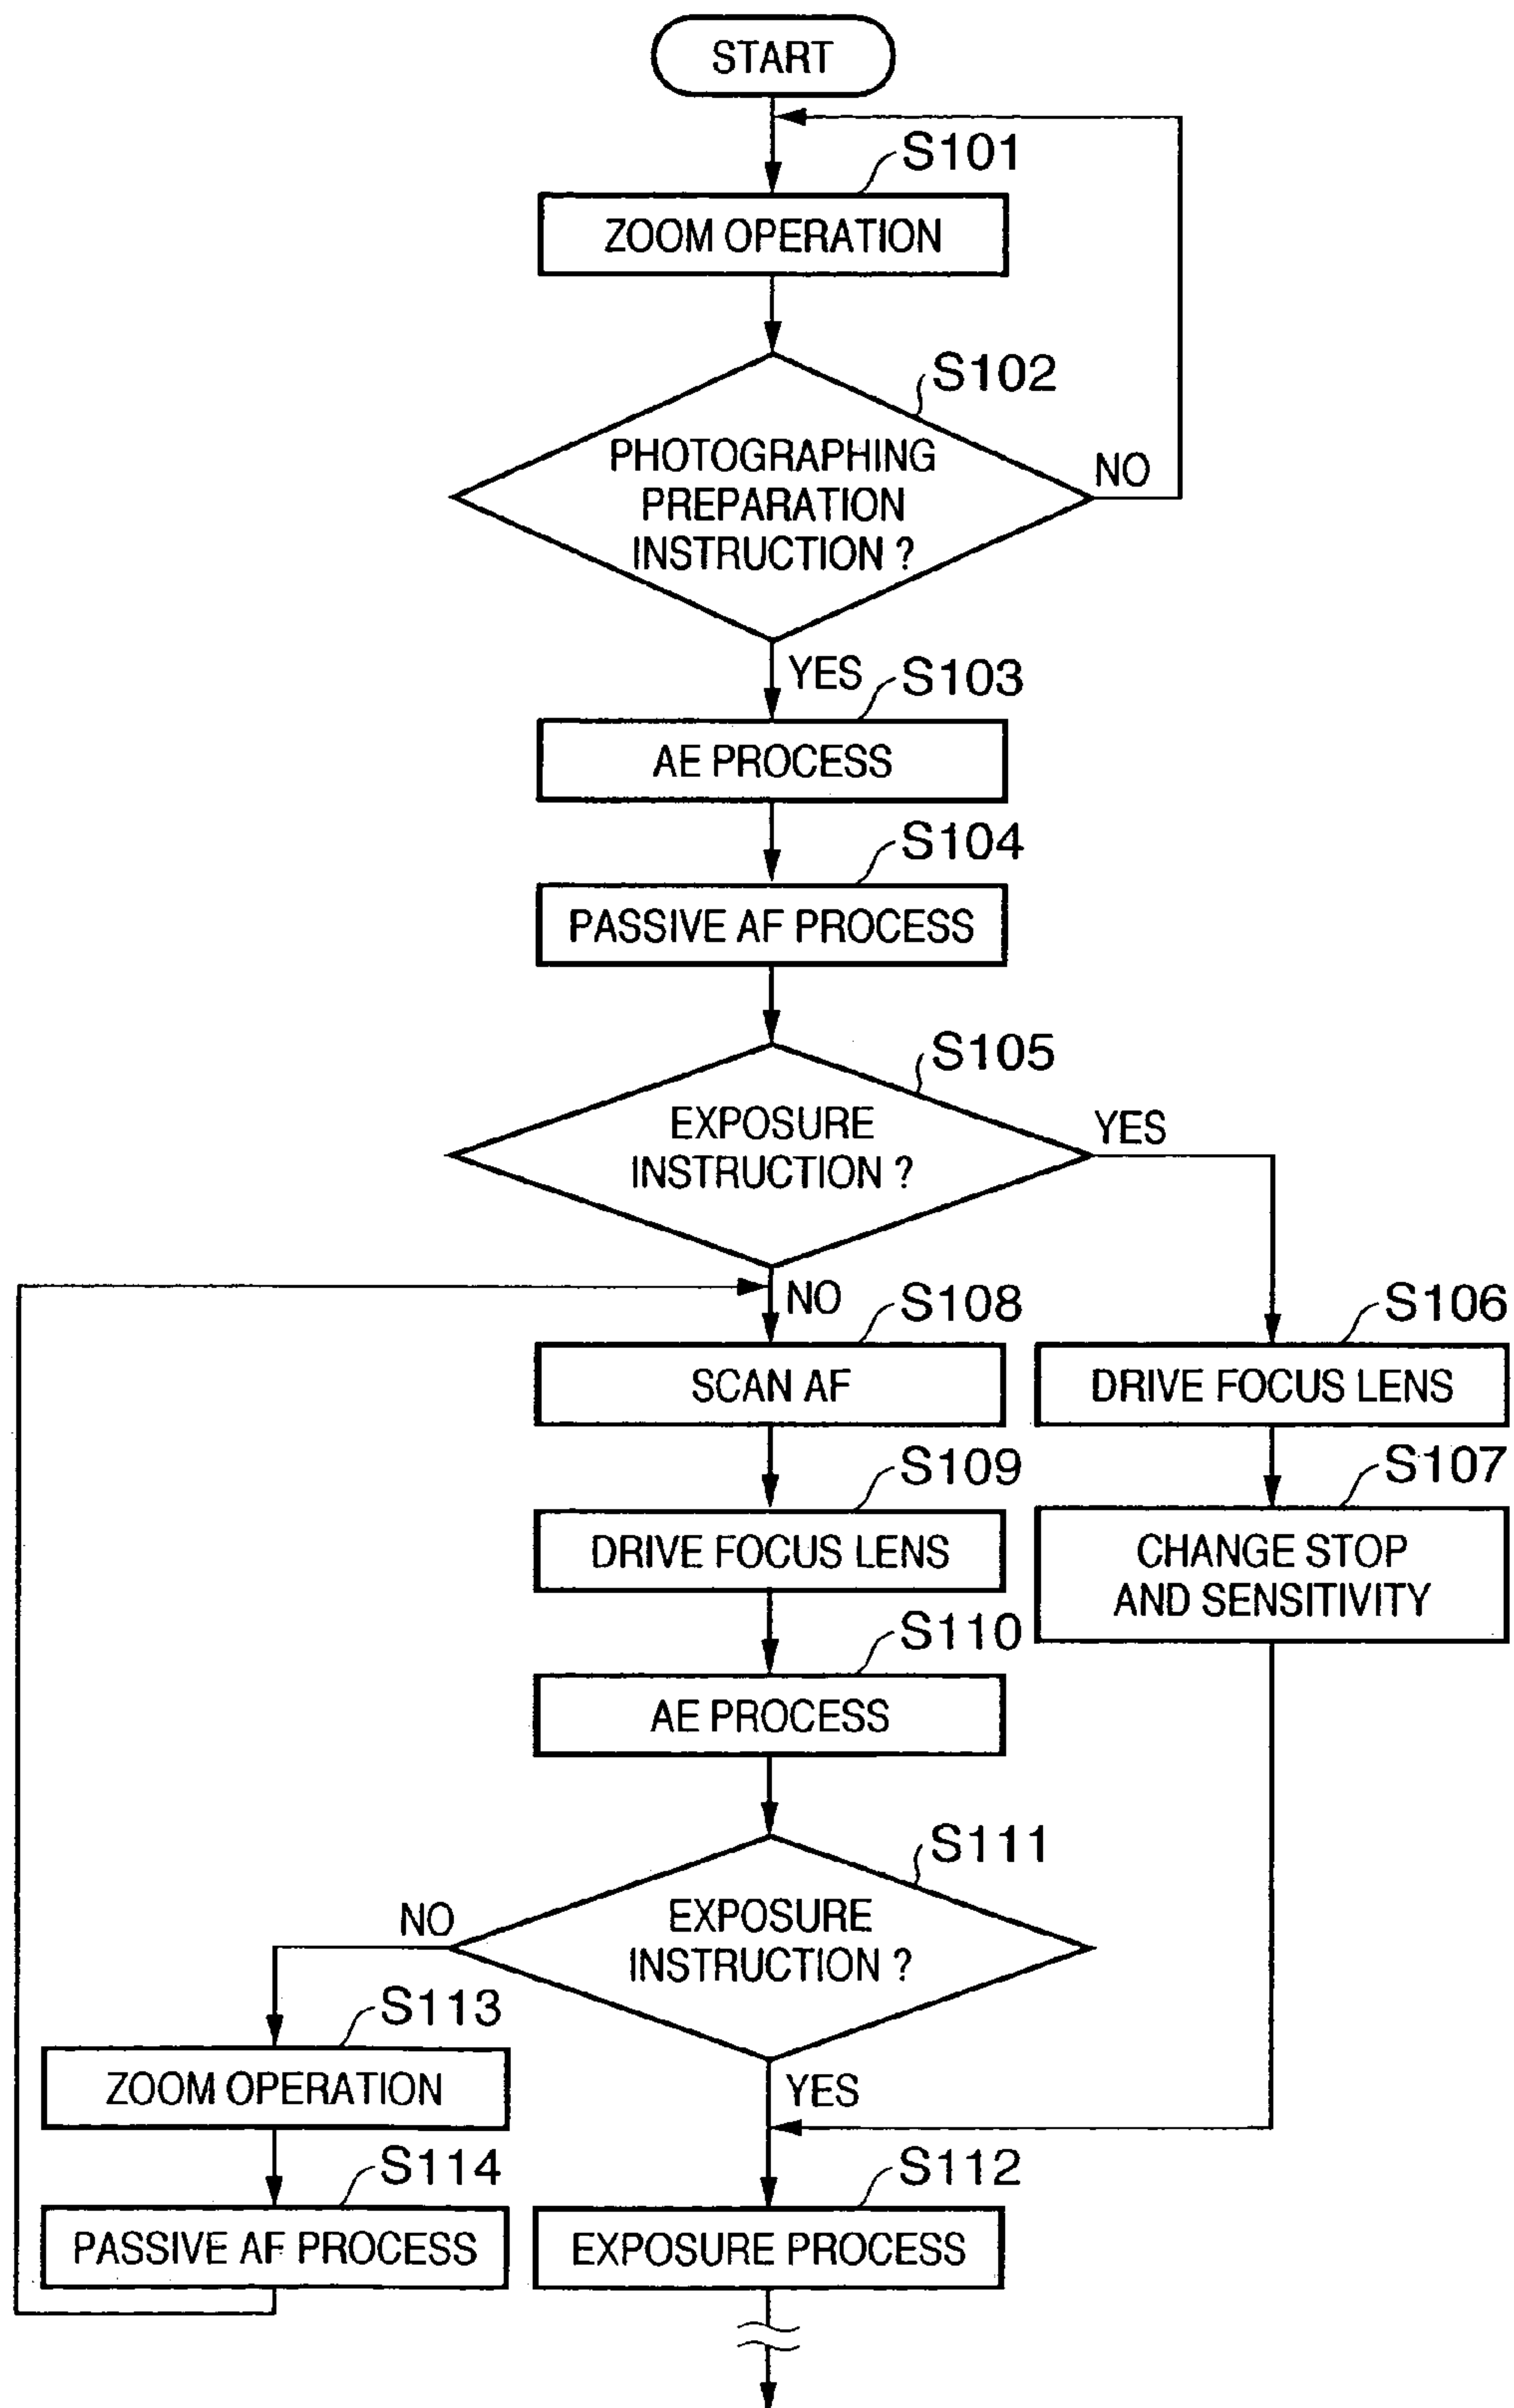 START
S101
ZOOM OPERATION
S102
PHOTOGRAPHING
PREPARATION
INSTRUCTION ?
NO
YES
S103
AE PROCESS
S104
PASSIVE AF PROCESS
S105
EXPOSURE
INSTRUCTION ?
YES
NO
S108
SCAN AF
S106
DRIVE FOCUS LENS
S109
DRIVE FOCUS LENS
S107
CHANGE STOP
AND SENSITIVITY
S110
AE PROCESS
S111
EXPOSURE
INSTRUCTION ?
NO
YES
S113
ZOOM OPERATION
S114
PASSIVE AF PROCESS
S112
EXPOSURE PROCESS